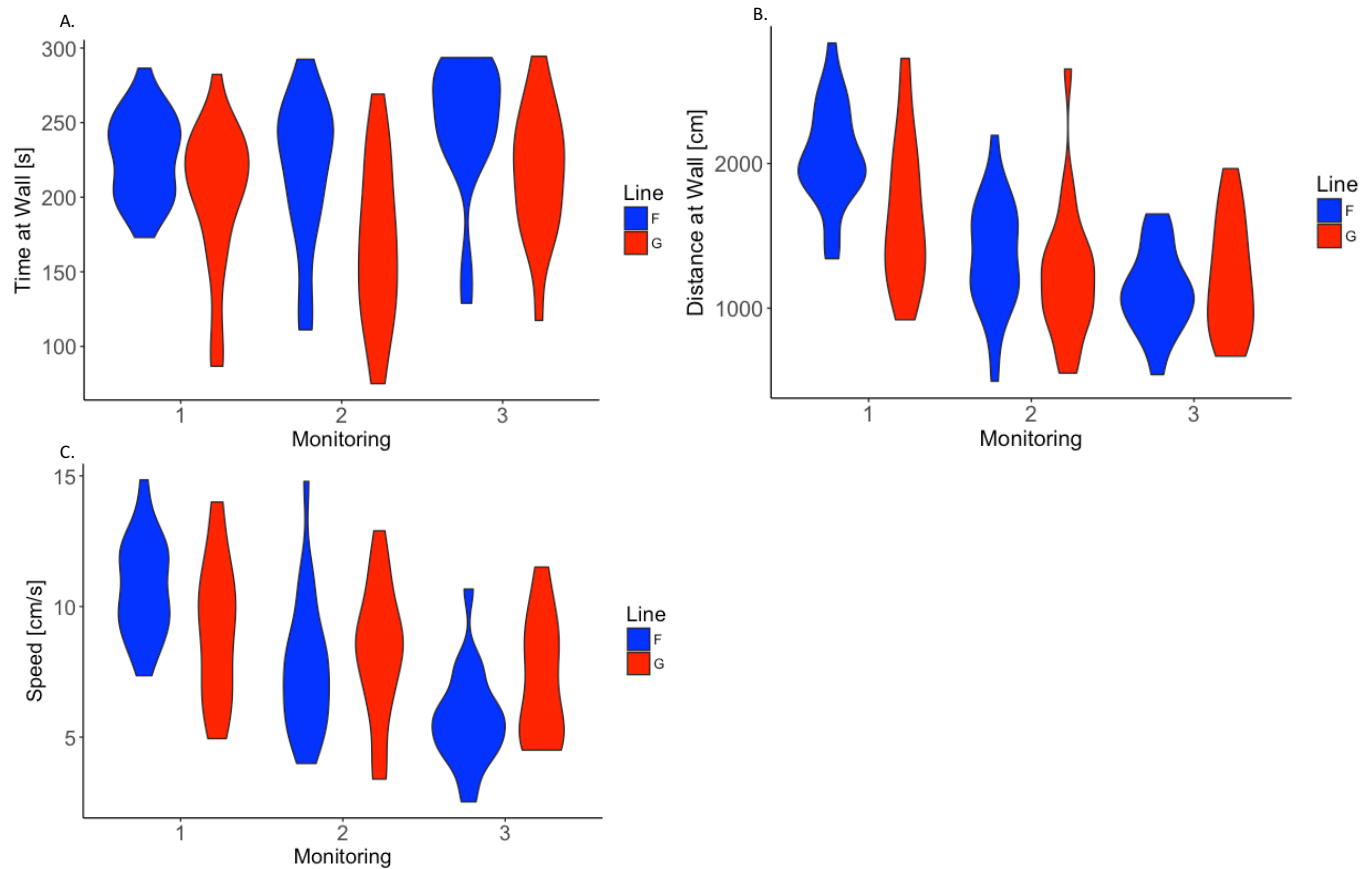 A.
300
250
200
150
100
Time at Wall [s]
1
2
3
Monitoring
Line
F
G
B.
2000
1000
Distance at Wall [cm]
1
2
3
Monitoring
Line
F
G
C.
15
10
5
Speed [cm/s]
1
2
3
Monitoring
Line
F
G